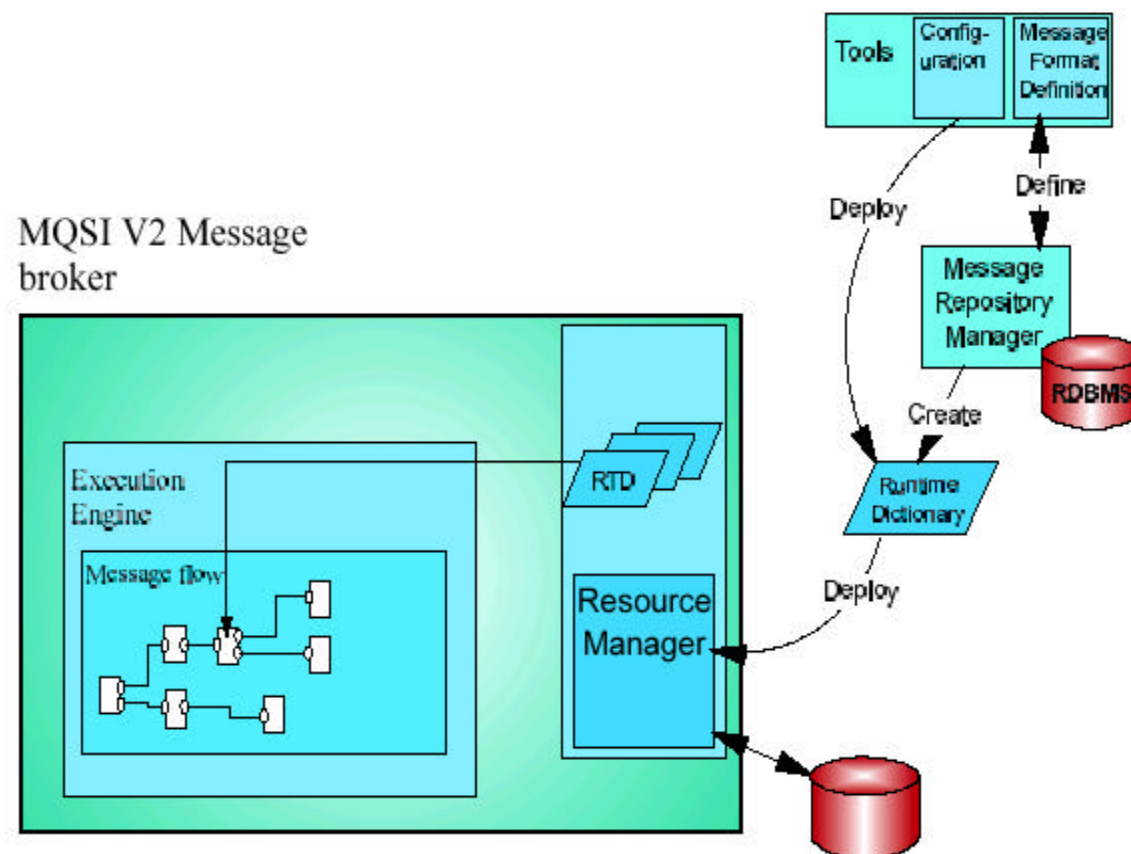 Tools
Config-
uration
Message
Format
Definition
Deploy
Define
MQSI V2 Message
broker
Message
Repository
Manager
RDBMS
Create
Execution
Engine
RTD
Runtime
Dictionary
Message flow
Resource
Manager
Deploy